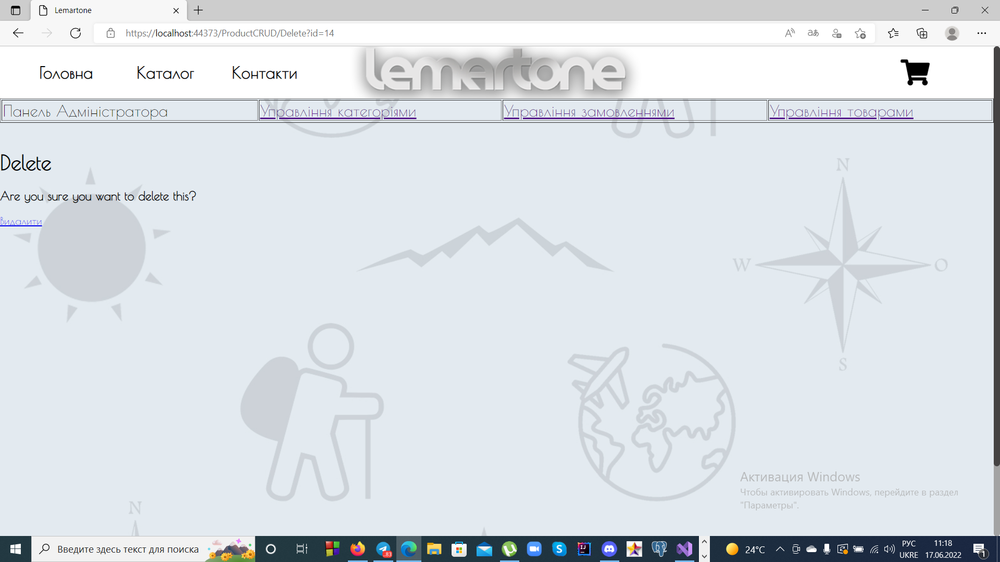 Lemartone
https://localhost:44373/ProductCRUD/Delete?id=14
Головна Каталог Контакти lemartone
Панель Адміністратора Управління категоріями Управління замовленнями Управління товарами
Delete
Are you sure you want to delete this?
Видалити
N
W O
S
N
Активация Windows
Чтобы активировать Windows, перейдите в раздел
"Параметры".
Введите здесь текст для поиска
.83
24°C
РУС
UKRE
11:18
17.06.2022
1